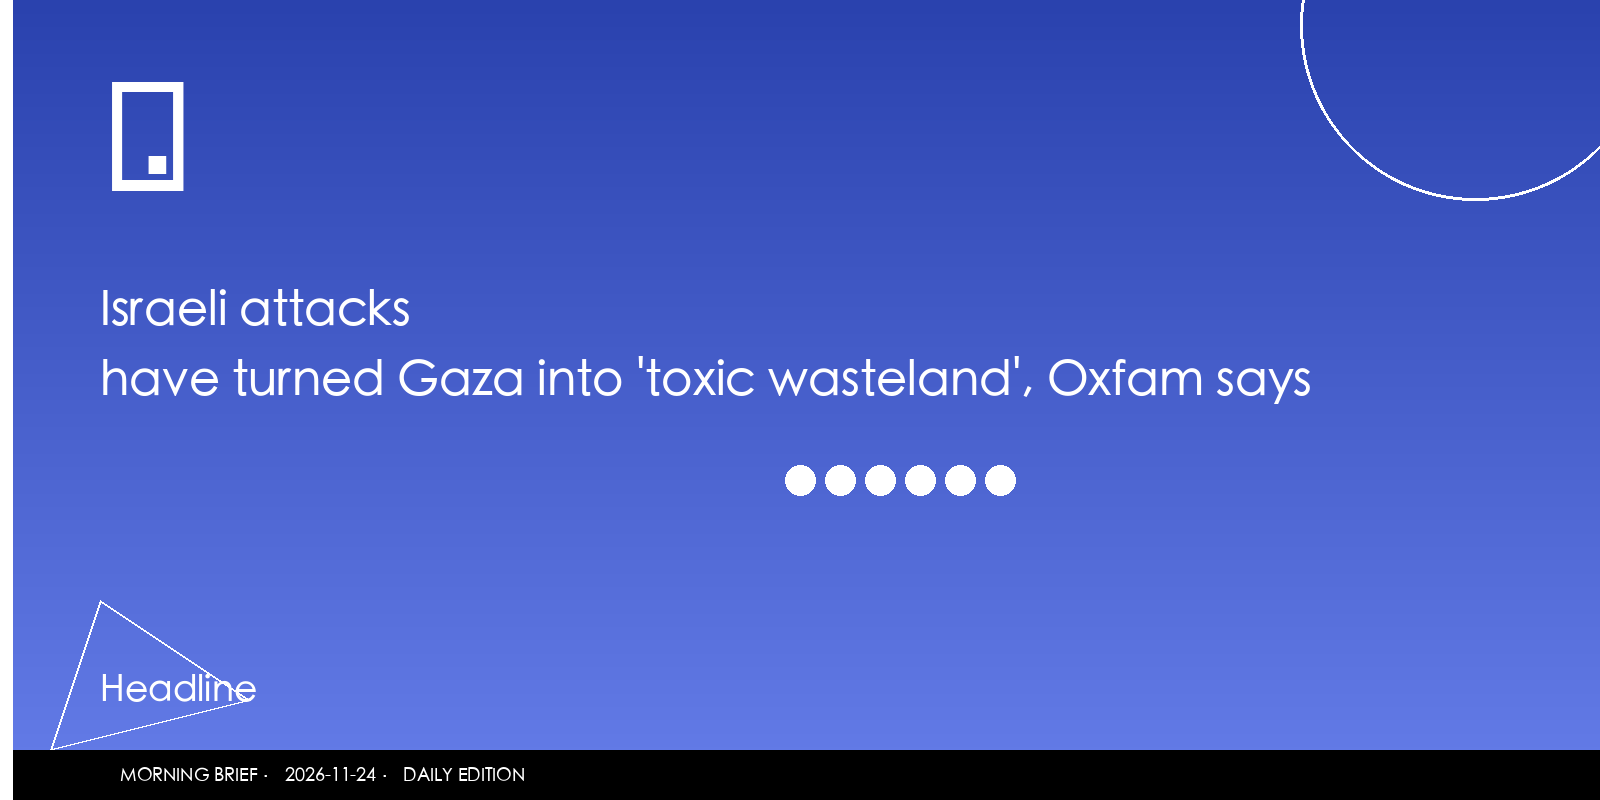 Israeli attacks
have turned Gaza into 'toxic wasteland', Oxfam says
Headline
MORNING BRIEF · 2026-11-24 · DAILY EDITION